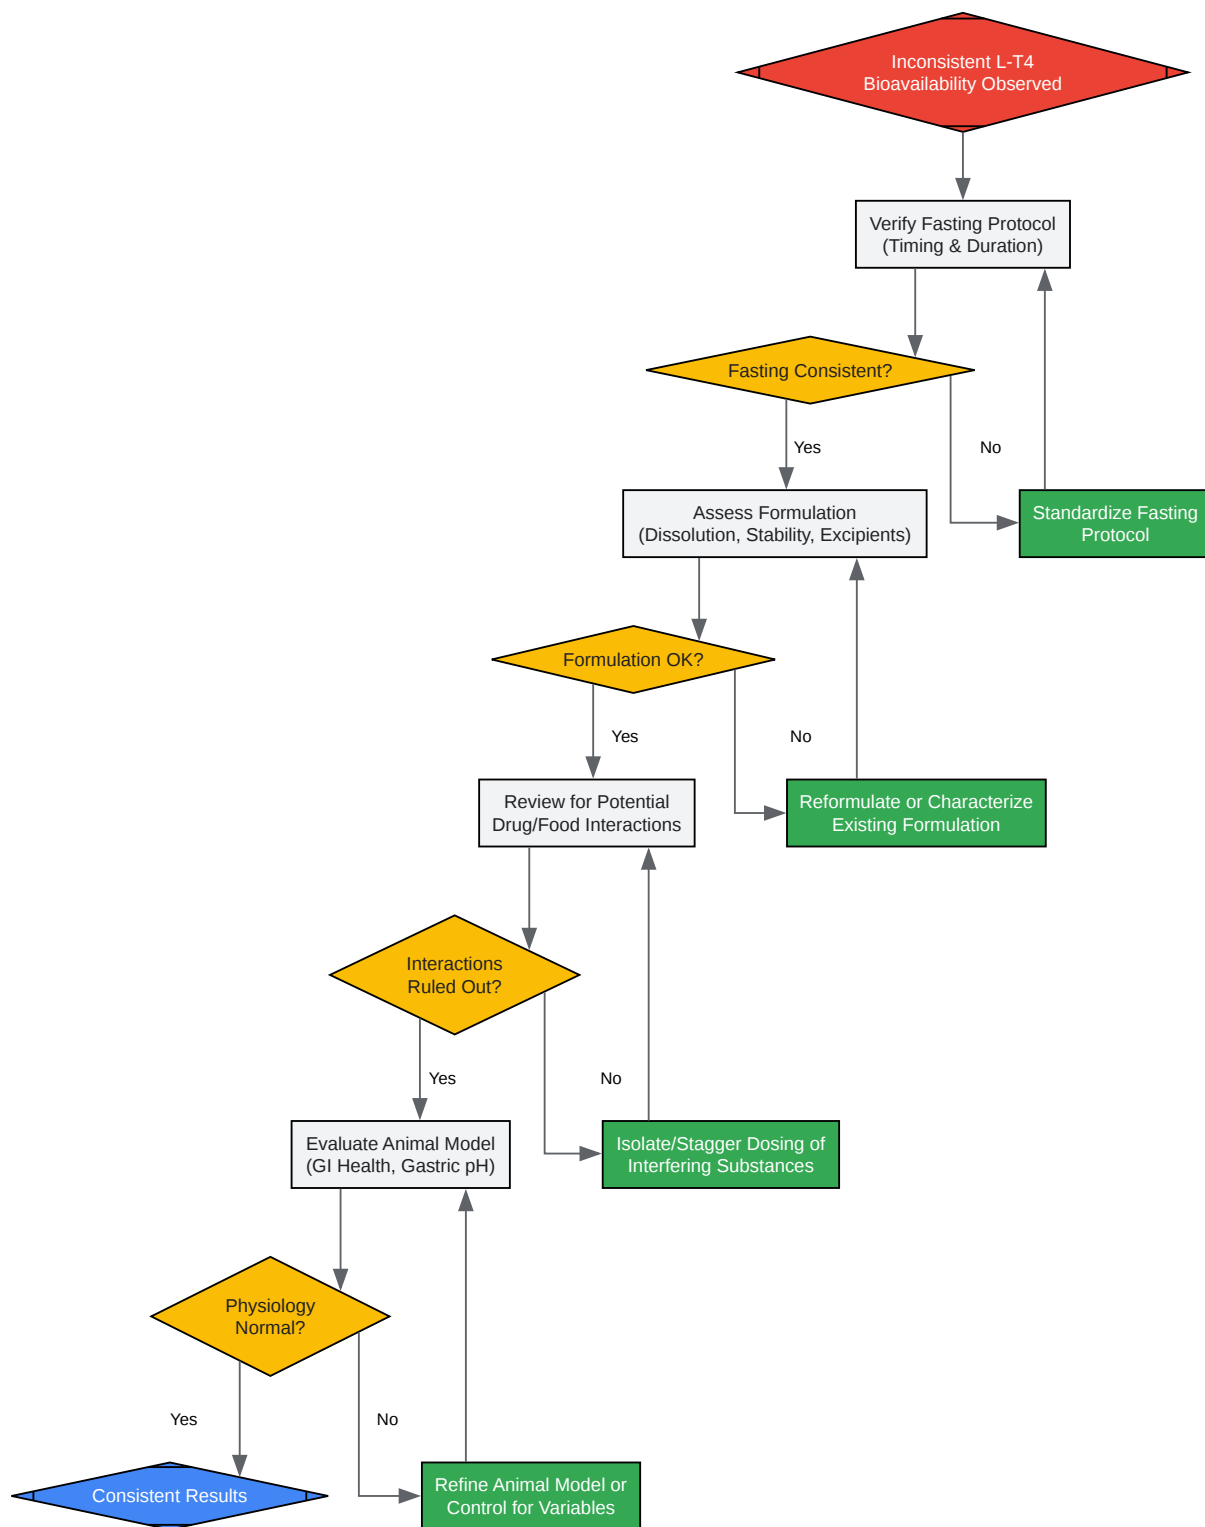 Inconsistent L-T4
Bioavailability Observed
Verify Fasting Protocol
(Timing & Duration)
Fasting Consistent?
Yes
No
Assess Formulation
(Dissolution, Stability, Excipients)
Standardize Fasting
Protocol
Formulation OK?
Yes
No
Review for Potential
Drug/Food Interactions
Reformulate or Characterize
Existing Formulation
Interactions
Ruled Out?
Yes
No
Evaluate Animal Model
(GI Health, Gastric pH)
Isolate/Stagger Dosing of
Interfering Substances
Physiology
Normal?
Yes
No
Consistent Results
Refine Animal Model or
Control for Variables